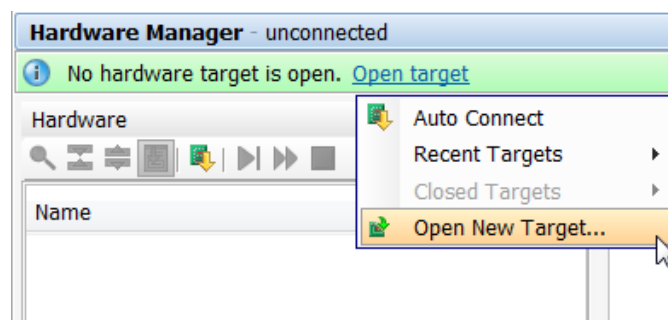 Hardware Manager - unconnected
No hardware target is open. Open target
Hardware
Auto Connect
Recent Targets
Closed Targets
Name
Open New Target...